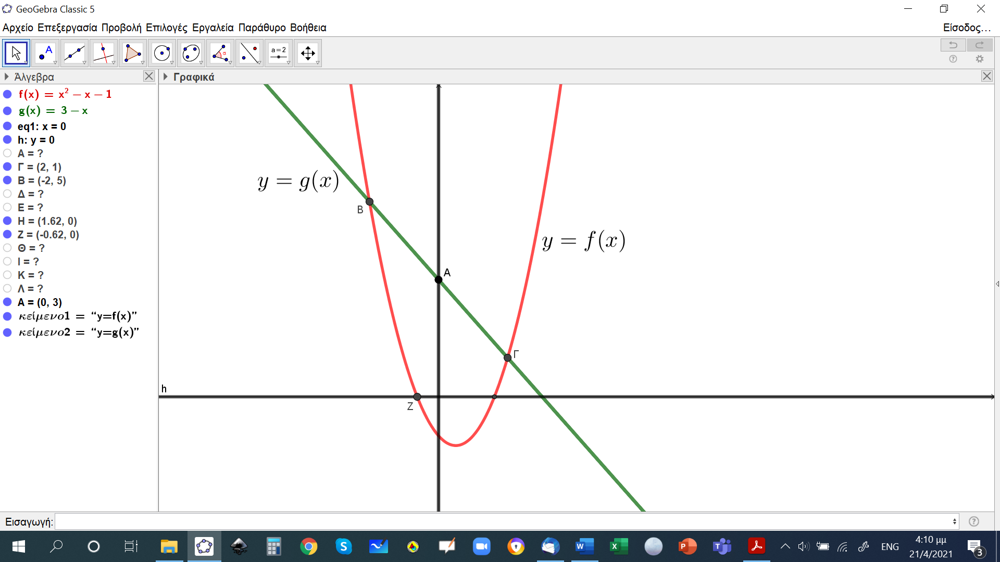 GeoGebra Classic 5
Αρχείο Επεξεργασία Προβολή Επιλογές Εργαλεία Παράθυρο Βοήθεια Είσοδος...
A α a=2
Άλγεβρα
Γραφικά
f(x) = x² − x − 1
g(x) = 3 − x
eq1: x = 0
h: y = 0
Α = ?
Γ = (2, 1)
Β = (-2, 5)
Δ = ?
Ε = ?
Η = (1.62, 0)
Ζ = (-0.62, 0)
Θ = ?
Ι = ?
Κ = ?
Λ = ?
A = (0, 3)
κείμενο1 = “y=f(x)”
κείμενο2 = “y=g(x)”
y = g(x)
B
y = f(x)
A
Γ
h
Z
Εισαγωγή:
ENG
4:10 μμ
21/4/2021
3